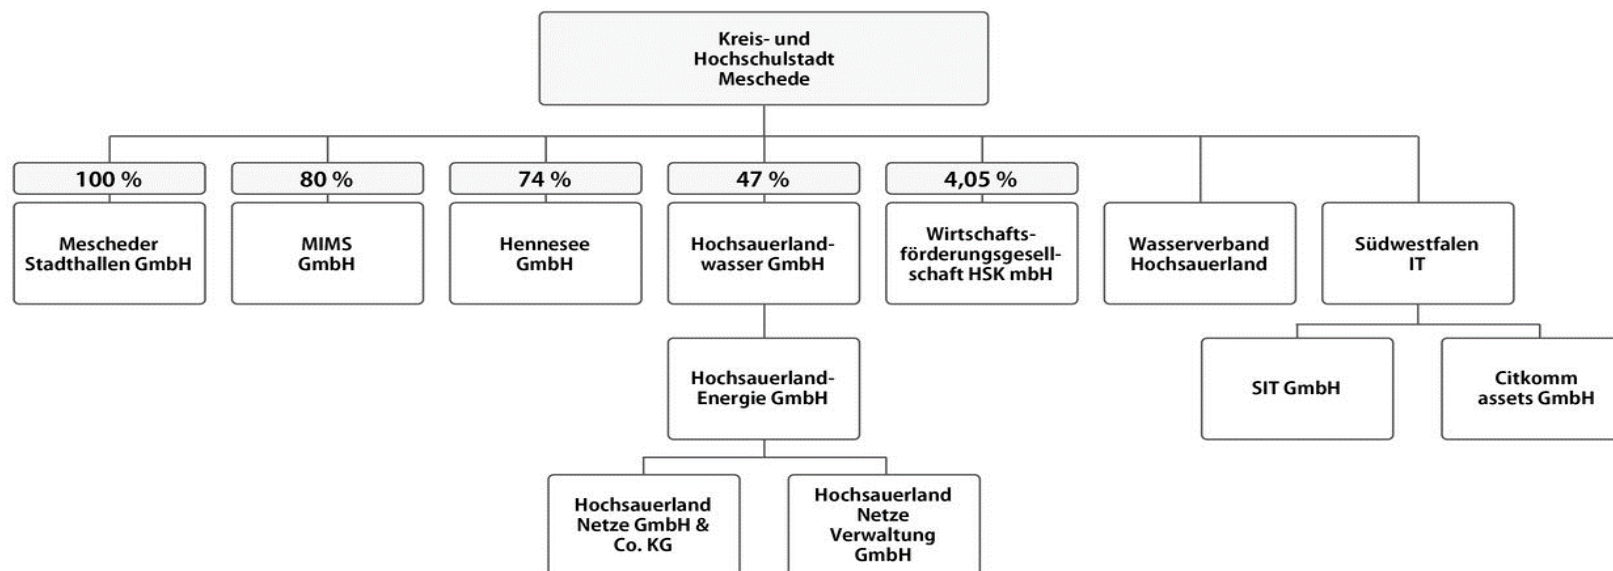 Kreis- und
Hochschulstadt
Meschede
100 %
80 %
74 %
47 %
4,05 %
Mescheder
Stadthallen GmbH
MIMS
GmbH
Hennesee
GmbH
Hochsauerland-
wasser GmbH
Wirtschafts-
förderungsgesell-
schaft HSK mbH
Wasserverband
Hochsauerland
Südwestfalen
IT
Hochsauerland-
Energie GmbH
SIT GmbH
Citkomm
assets GmbH
Hochsauerland
Netze GmbH &
Co. KG
Hochsauerland
Netze
Verwaltung
GmbH